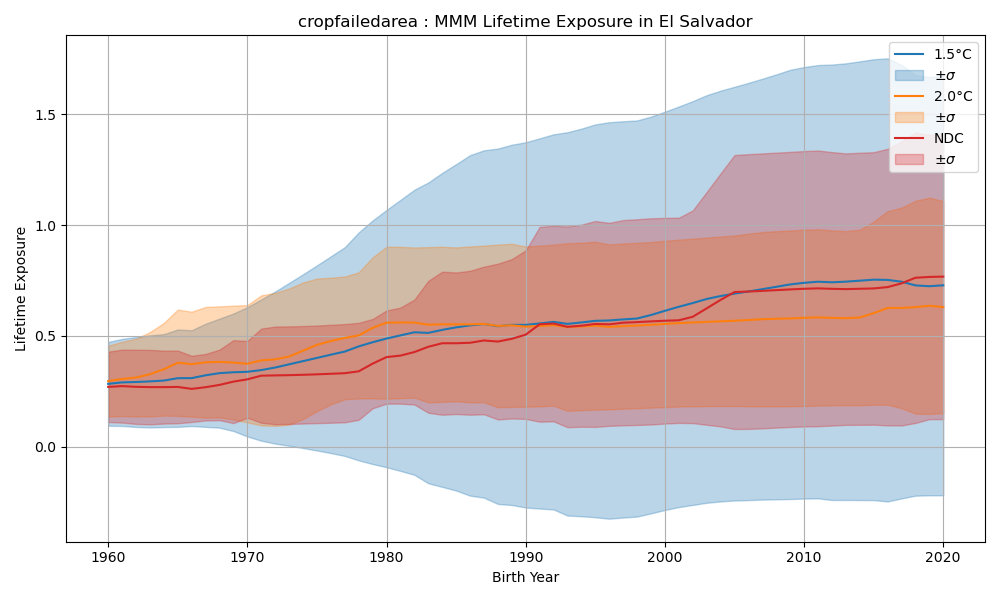 cropfailedarea : MMM Lifetime Exposure in El Salvador
1.5°C
±σ
2.0°C
±σ
NDC
±σ
Lifetime Exposure
1.5
1.0
0.5
0.0
1960 1970 1980 1990 2000 2010 2020
Birth Year